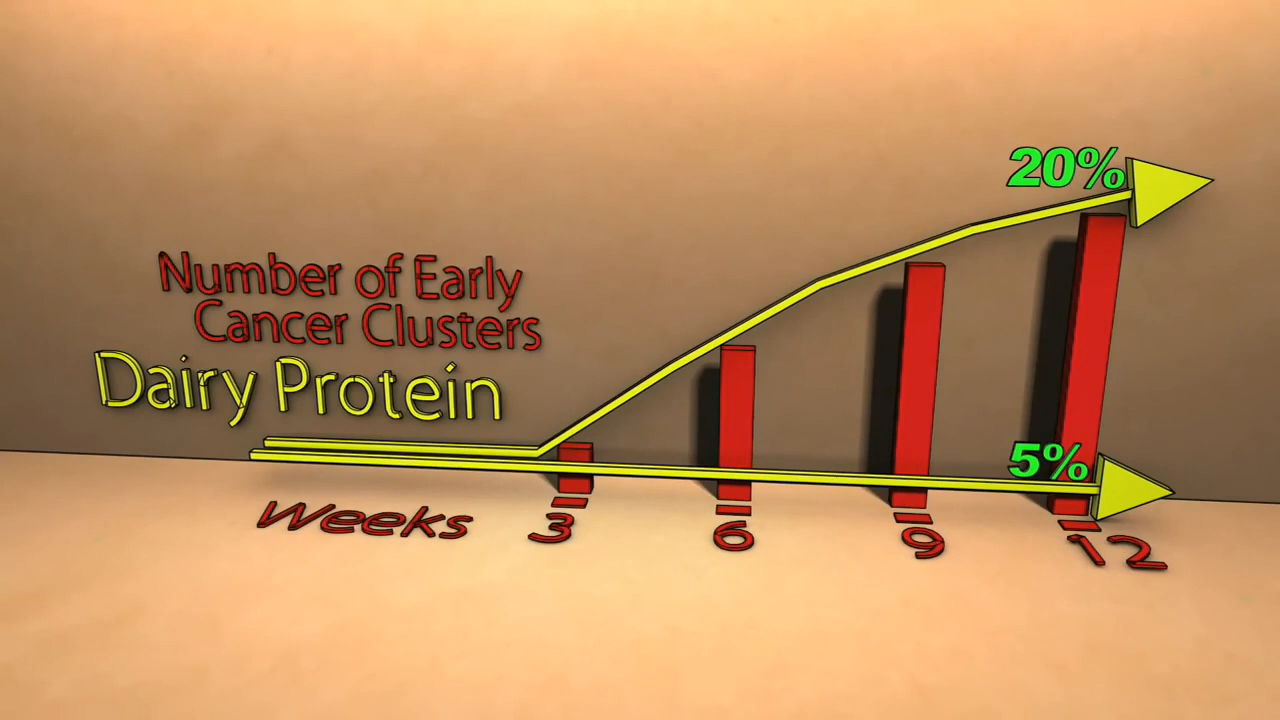 20%
Number of Early
Cancer Clusters
Dairy Protein
5%
Weeks 3 6 9 12